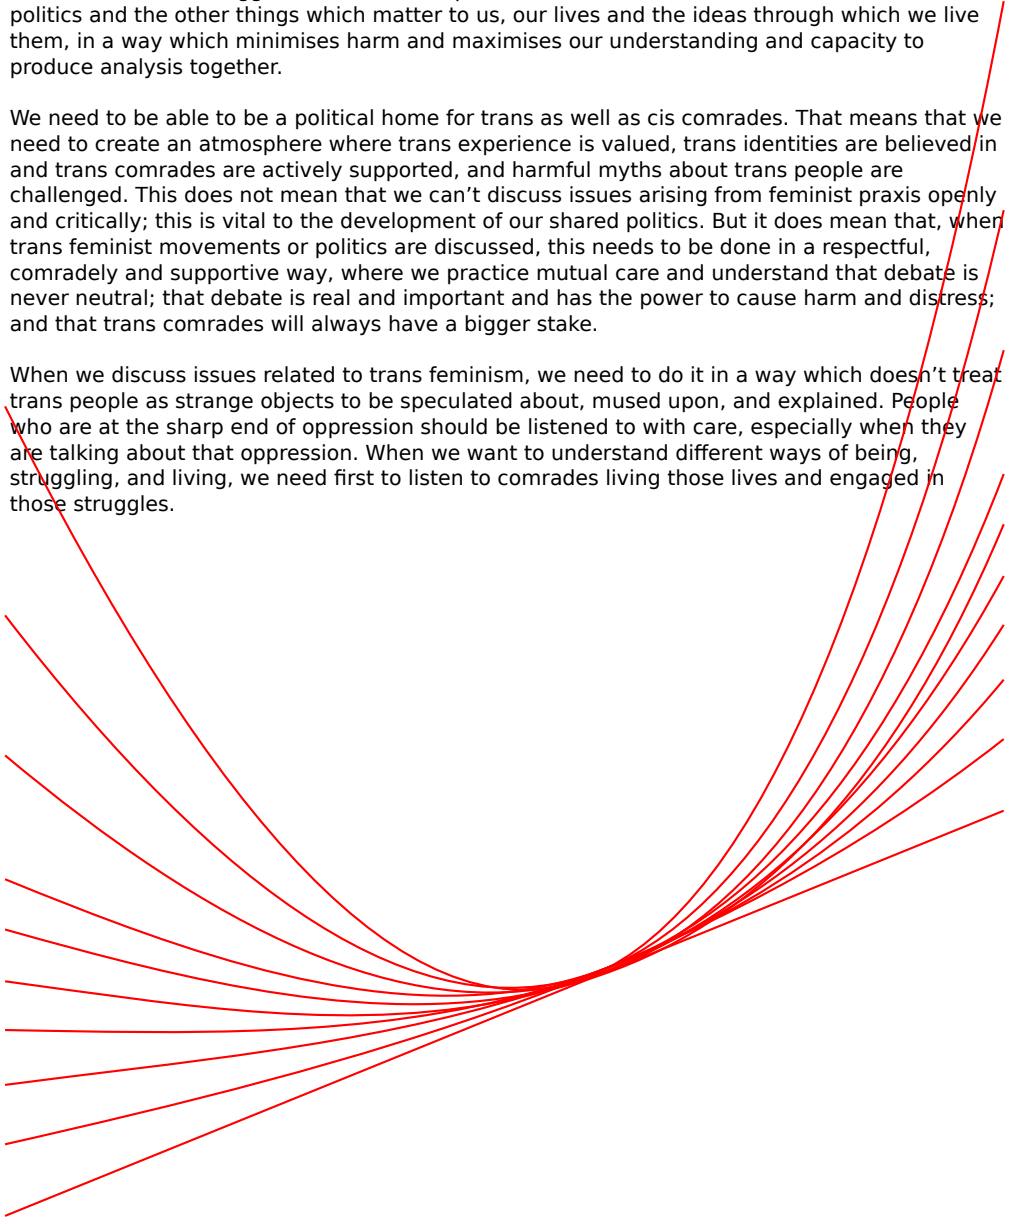 politics and the other things which matter to us, our lives and the ideas through which we live
them, in a way which minimises harm and maximises our understanding and capacity to
produce analysis together.
We need to be able to be a political home for trans as well as cis comrades. That means that we
need to create an atmosphere where trans experience is valued, trans identities are believed in
and trans comrades are actively supported, and harmful myths about trans people are
challenged. This does not mean that we can’t discuss issues arising from feminist praxis openly
and critically; this is vital to the development of our shared politics. But it does mean that, when
trans feminist movements or politics are discussed, this needs to be done in a respectful,
comradely and supportive way, where we practice mutual care and understand that debate is
never neutral; that debate is real and important and has the power to cause harm and distress;
and that trans comrades will always have a bigger stake.
When we discuss issues related to trans feminism, we need to do it in a way which doesn’t treat
trans people as strange objects to be speculated about, mused upon, and explained. People
who are at the sharp end of oppression should be listened to with care, especially when they
are talking about that oppression. When we want to understand different ways of being,
struggling, and living, we need first to listen to comrades living those lives and engaged in
those struggles.